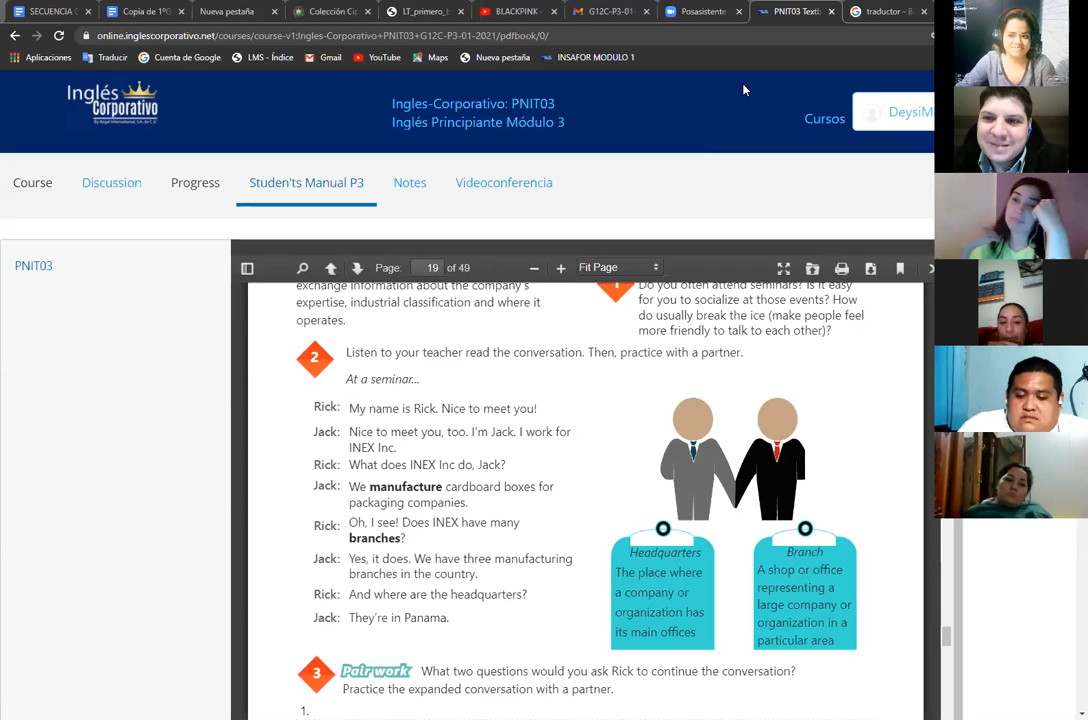 SECUENCIA D
Copia de 1ºG
Nueva pestaña
Colección Ci
LT_primero_l
BLACKPINK -
G12C-P3-01
Posasistente
PNIT03 Textb
traductor - B
online.inglescorporativo.net/courses/course-v1:Ingles-Corporativo+PNIT03+G12C-P3-01-2021/pdfbook/0/
Aplicaciones
Traducir
Cuenta de Google
LMS - Índice
Gmail
YouTube
Maps
Nueva pestaña
INSAFOR MODULO 1
Inglés
Corporativo
Ingles-Corporativo: PNIT03
Inglés Principiante Módulo 3
Cursos
DeysiM
Course
Discussion
Progress
Studen'ts Manual P3
Notes
Videoconferencia
PNIT03
Page: 19 of 49
Fit Page
exchange information about the company's
expertise, industrial classification and where it
operates.
1
Do you often attend seminars? Is it easy
for you to socialize at those events? How
do usually break the ice (make people feel
more friendly to talk to each other)?
2
Listen to your teacher read the conversation. Then, practice with a partner.
At a seminar...
Rick: My name is Rick. Nice to meet you!
Jack: Nice to meet you, too. I'm Jack. I work for
INEX Inc.
Rick: What does INEX Inc do, Jack?
Jack: We manufacture cardboard boxes for
packaging companies.
Rick: Oh, I see! Does INEX have many
branches?
Jack: Yes, it does. We have three manufacturing
branches in the country.
Rick: And where are the headquarters?
Jack: They're in Panama.
Headquarters
The place where
a company or
organization has
its main offices
Branch
A shop or office
representing a
large company or
organization in a
particular area
3
Pair work What two questions would you ask Rick to continue the conversation?
Practice the expanded conversation with a partner.
1.